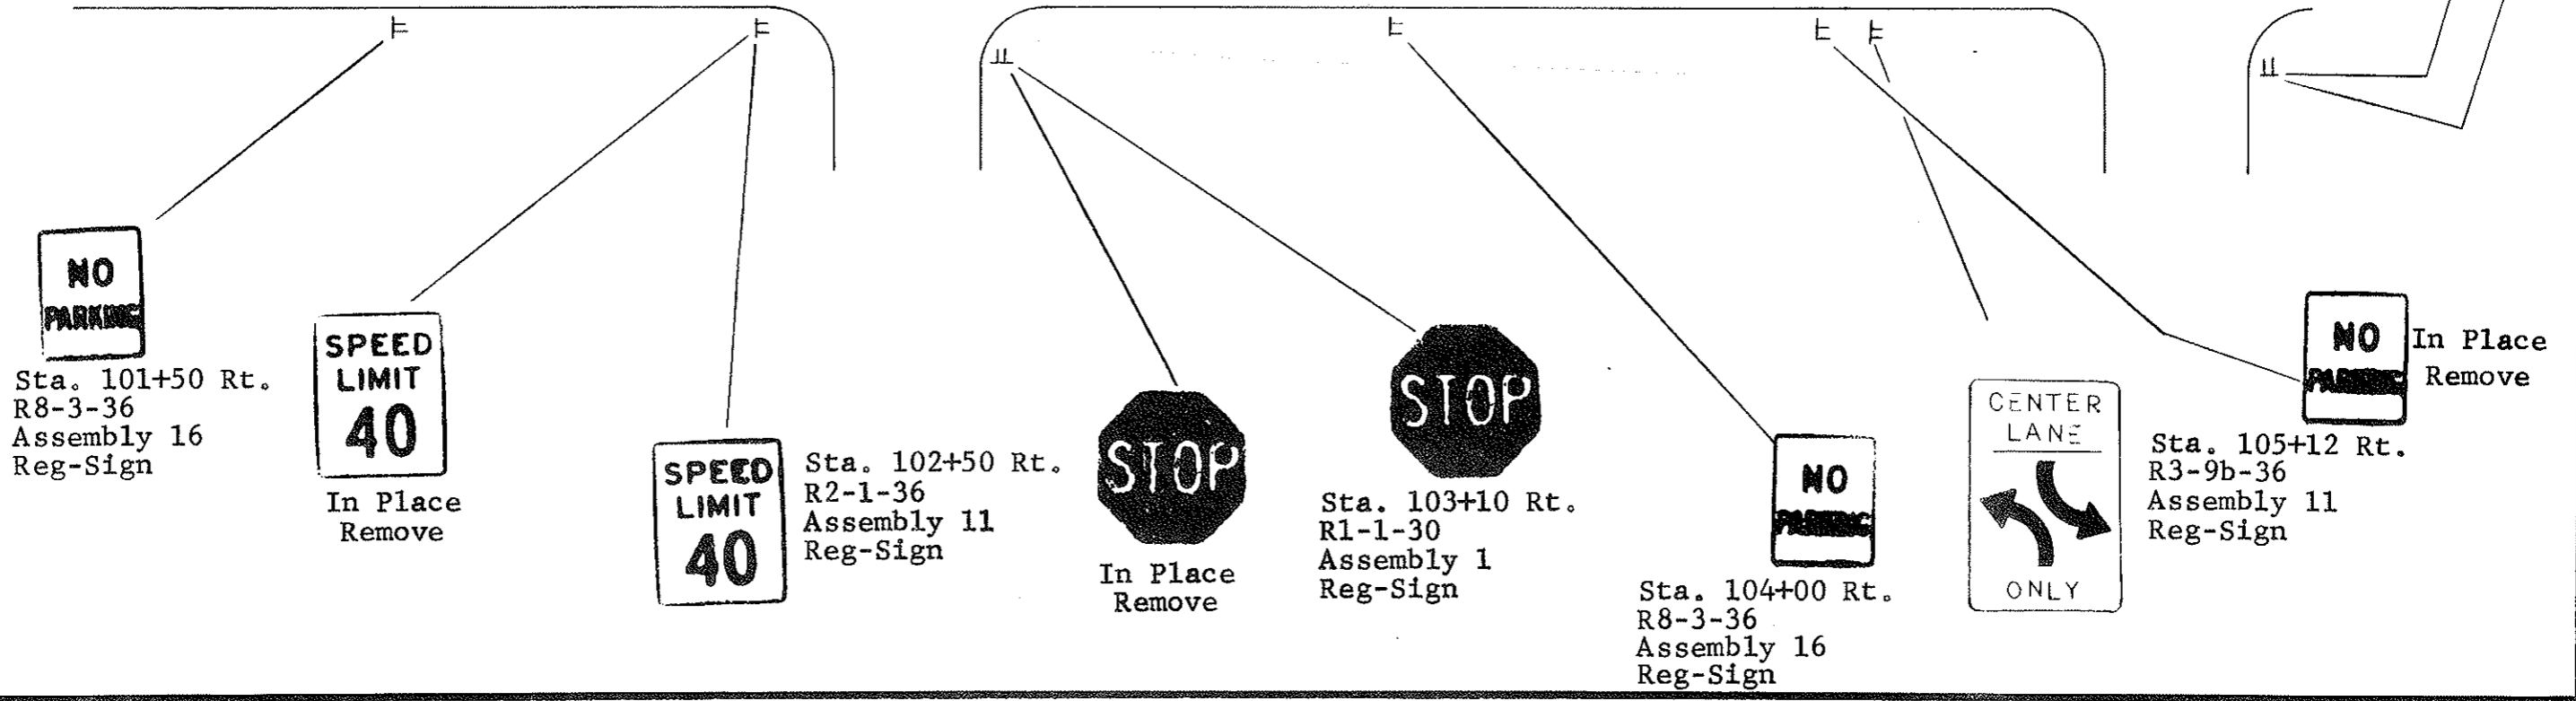 NO
PARKING
Sta. 101+50 Rt.
R8-3-36
Assembly 16
Reg-Sign
SPEED
LIMIT
40
In Place
Remove
SPEED
LIMIT
40
Sta. 102+50 Rt.
R2-1-36
Assembly 11
Reg-Sign
STOP
In Place
Remove
STOP
Sta. 103+10 Rt.
R1-1-30
Assembly 1
Reg-Sign
NO
PARKING
Sta. 104+00 Rt.
R8-3-36
Assembly 16
Reg-Sign
CENTER
LANE
ONLY
Sta. 105+12 Rt.
R3-9b-36
Assembly 11
Reg-Sign
NO
PARKING
In Place
Remove